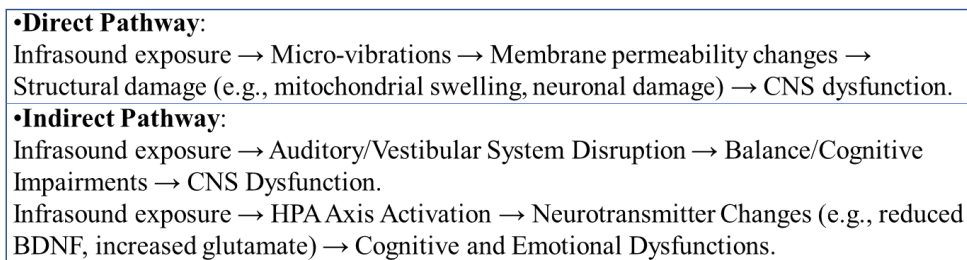 •Direct Pathway:
Infrasound exposure → Micro-vibrations → Membrane permeability changes →
Structural damage (e.g., mitochondrial swelling, neuronal damage) → CNS dysfunction.
•Indirect Pathway:
Infrasound exposure → Auditory/Vestibular System Disruption → Balance/Cognitive
Impairments → CNS Dysfunction.
Infrasound exposure → HPA Axis Activation → Neurotransmitter Changes (e.g., reduced
BDNF, increased glutamate) → Cognitive and Emotional Dysfunctions.